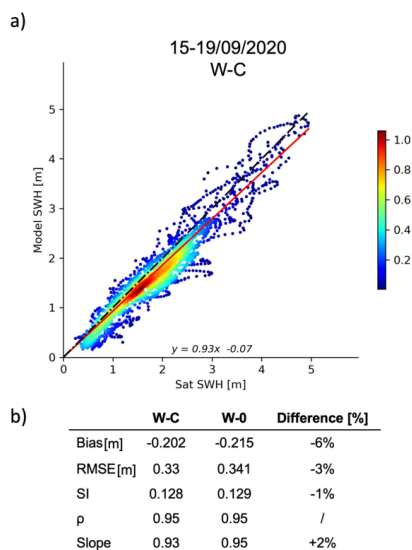 a)
15-19/09/2020
W-C
Model SWH [m]
5
4
3
2
1
0
0 1 2 3 4 5
Sat SWH [m]
y = 0.93x -0.07
1.0
0.8
0.6
0.4
0.2
b)
W-C W-0 Difference [%]
Bias[m] -0.202 -0.215 -6%
RMSE[m] 0.33 0.341 -3%
SI 0.128 0.129 -1%
ρ 0.95 0.95 /
Slope 0.93 0.95 +2%